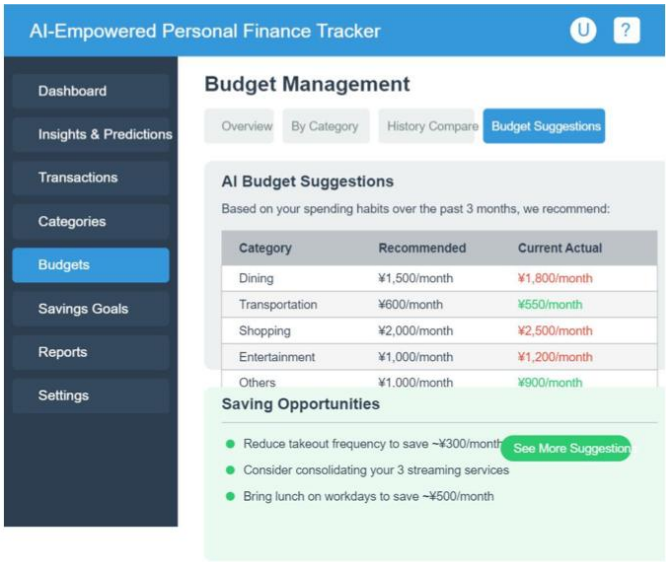 AI-Empowered Personal Finance Tracker
U ?
Dashboard
Insights & Predictions
Transactions
Categories
Budgets
Savings Goals
Reports
Settings
Budget Management
Overview By Category History Compare Budget Suggestions
AI Budget Suggestions
Based on your spending habits over the past 3 months, we recommend:
Category Recommended Current Actual
Dining ¥1,500/month ¥1,800/month
Transportation ¥600/month ¥550/month
Shopping ¥2,000/month ¥2,500/month
Entertainment ¥1,000/month ¥1,200/month
Others ¥1,000/month ¥900/month
Saving Opportunities
Reduce takeout frequency to save ~¥300/month
See More Suggestion
Consider consolidating your 3 streaming services
Bring lunch on workdays to save ~¥500/month